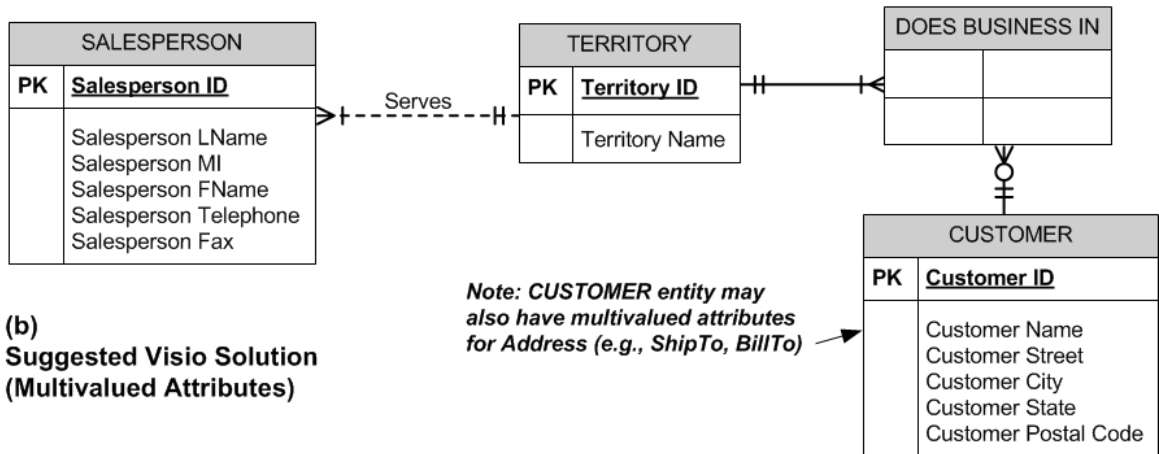 SALESPERSON
PK Salesperson ID
Salesperson LName
Salesperson MI
Salesperson FName
Salesperson Telephone
Salesperson Fax
Serves
TERRITORY
PK Territory ID
Territory Name
DOES BUSINESS IN
CUSTOMER
PK Customer ID
Customer Name
Customer Street
Customer City
Customer State
Customer Postal Code
Note: CUSTOMER entity may
also have multivalued attributes
for Address (e.g., ShipTo, BillTo)
(b)
Suggested Visio Solution
(Multivalued Attributes)